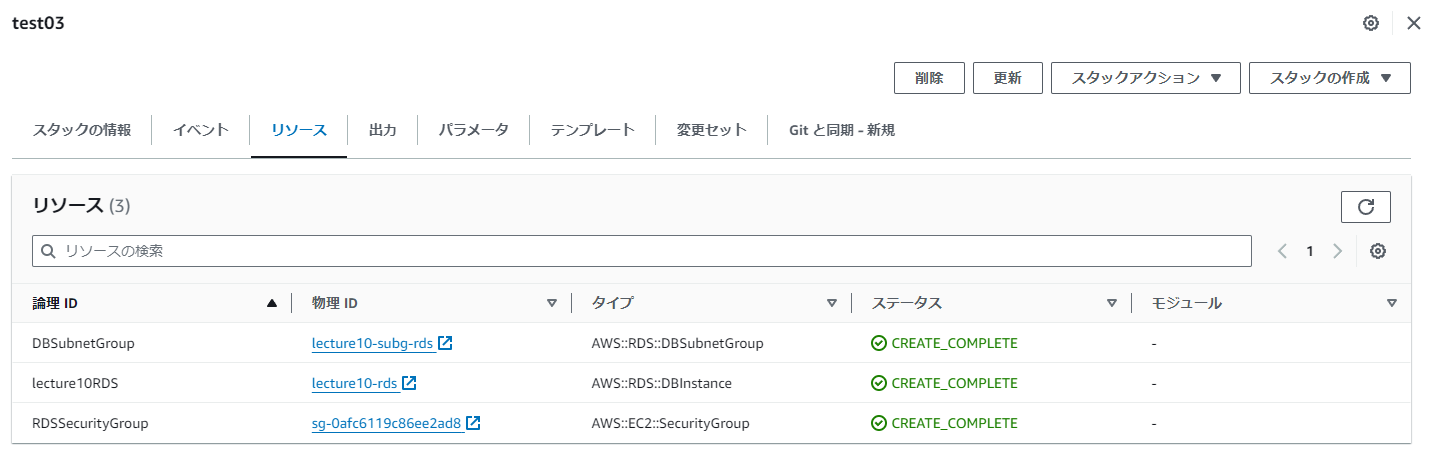 test03
削除 更新 スタックアクション スタックの作成
スタックの情報 イベント リソース 出力 パラメータ テンプレート 変更セット Git と同期 - 新規
リソース (3)
リソースの検索
1
論理 ID 物理 ID タイプ ステータス モジュール
DBSubnetGroup lecture10-subg-rds AWS::RDS::DBSubnetGroup CREATE_COMPLETE -
lecture10RDS lecture10-rds AWS::RDS::DBInstance CREATE_COMPLETE -
RDSSecurityGroup sg-0afc6119c86ee2ad8 AWS::EC2::SecurityGroup CREATE_COMPLETE -